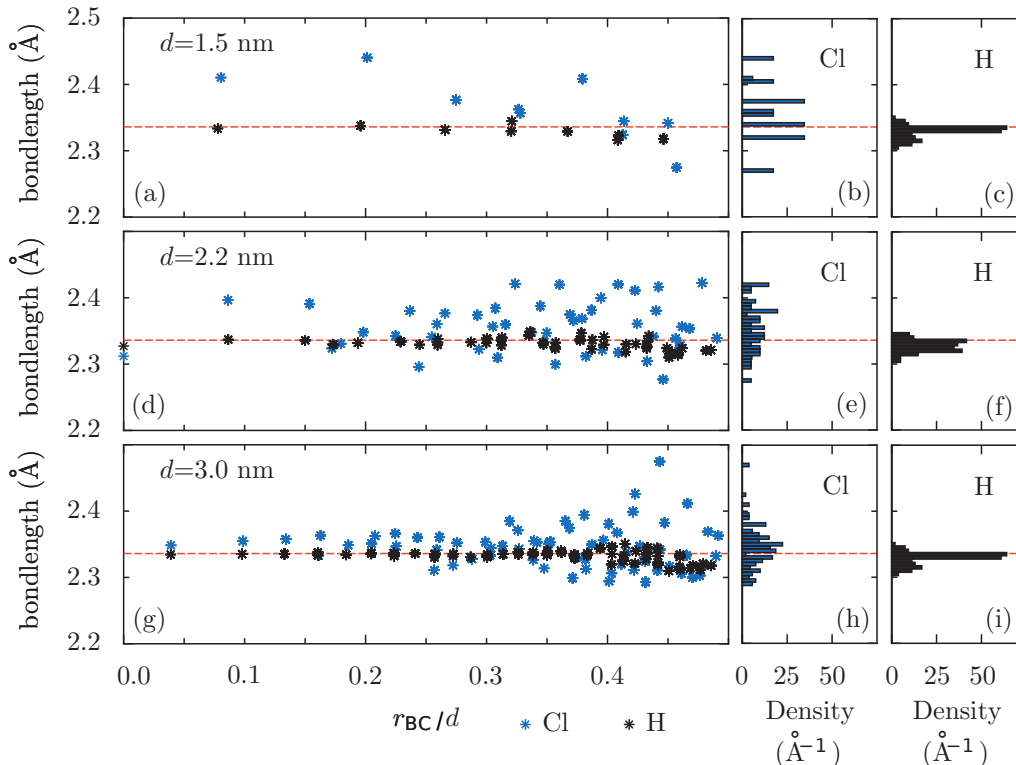 2.5
2.4
2.3
2.2
bondlength (Å)
d=1.5 nm
(a)
Cl
(b)
H
(c)
2.4
2.3
2.2
bondlength (Å)
d=2.2 nm
(d)
Cl
(e)
H
(f)
2.4
2.3
2.2
bondlength (Å)
d=3.0 nm
(g)
Cl
(h)
H
(i)
0.0 0.2 0.3 0.4
0 25 50
0 25 50
r_BC/d
Cl
H
Density
(Å⁻¹)
Density
(Å⁻¹)